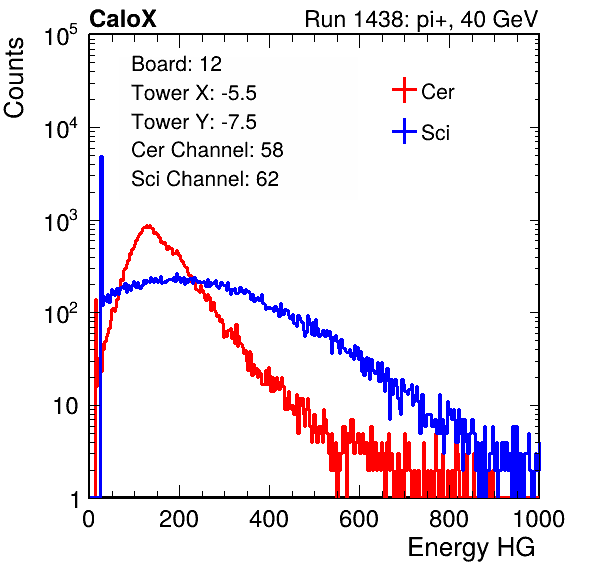 CaloX Run 1438: pi+, 40 GeV
Counts
Board: 12
Tower X: -5.5
Tower Y: -7.5
Cer Channel: 58
Sci Channel: 62
Cer
Sci
10^5
10^4
10^3
10^2
10
1
0 200 400 600 800 1000
Energy HG